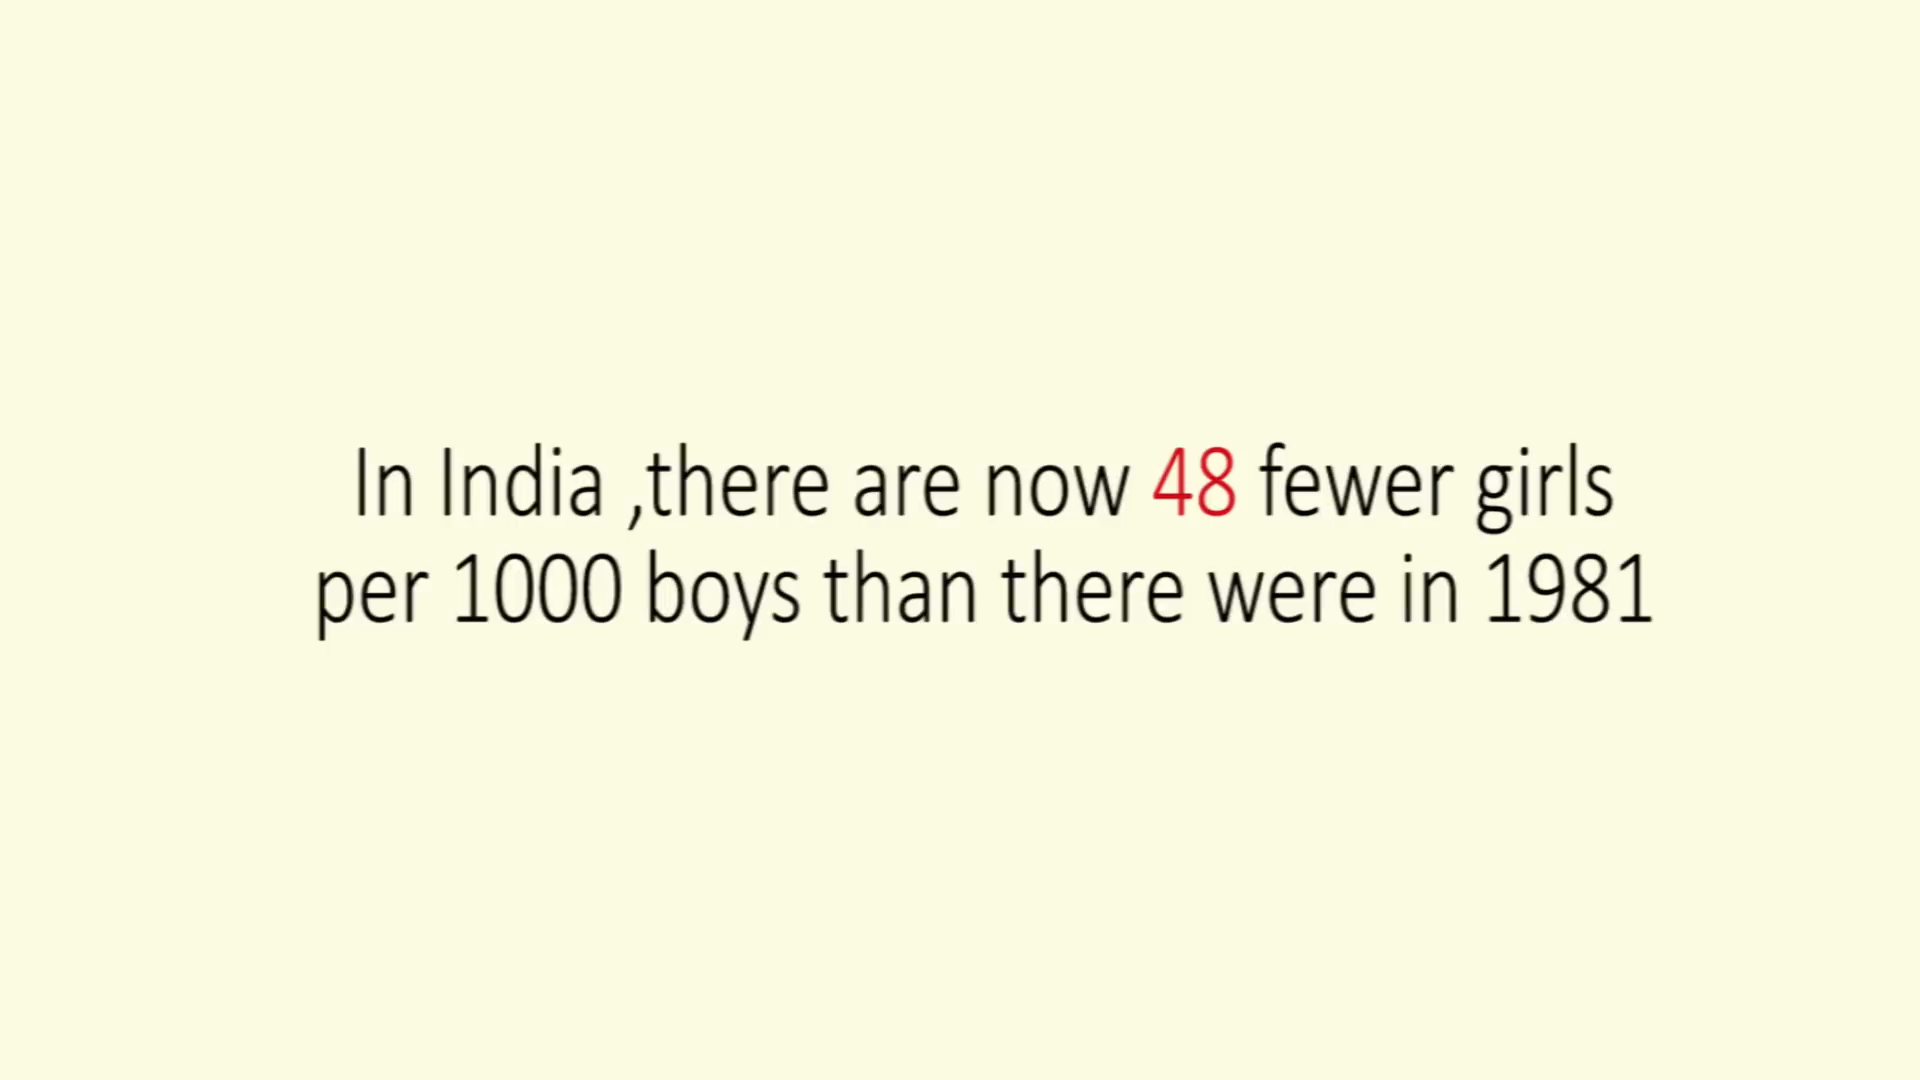 In India ,there are now 48 fewer girls
per 1000 boys than there were in 1981